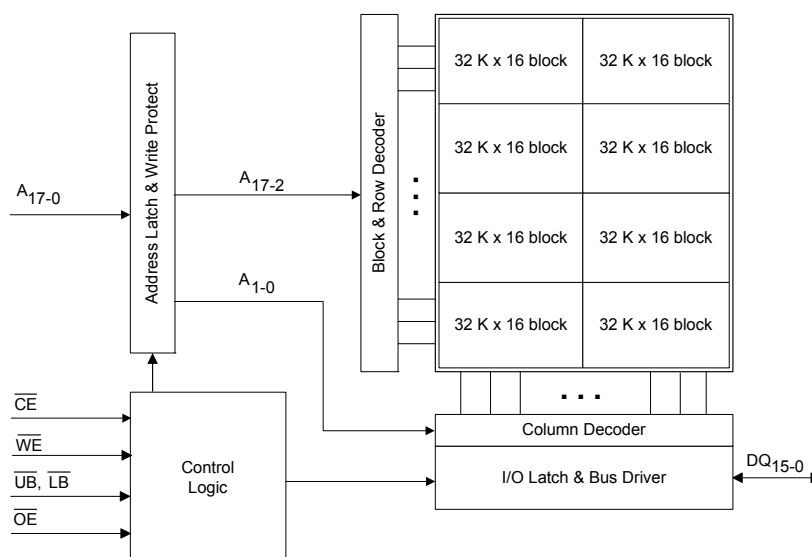 32 K x 16 block 32 K x 16 block
32 K x 16 block 32 K x 16 block
32 K x 16 block 32 K x 16 block
32 K x 16 block 32 K x 16 block
Address Latch & Write Protect
Block & Row Decoder
A17-0
A17-2
A1-0
. . .
. . .
CE
WE
UB, LB
OE
Control
Logic
Column Decoder
I/O Latch & Bus Driver
DQ15-0